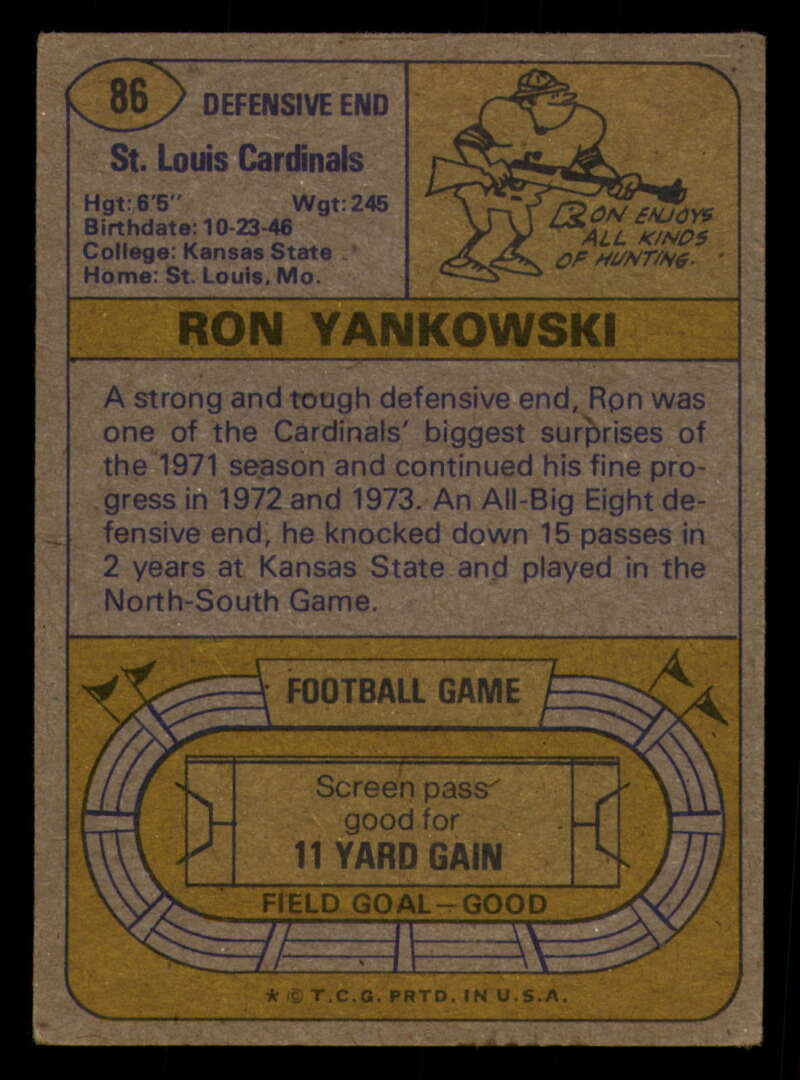 86
DEFENSIVE END
St. Louis Cardinals
Hgt: 6'5" Wgt: 245
Birthdate: 10-23-46
College: Kansas State
Home: St. Louis, Mo.
RON ENJOYS
ALL KINDS
OF HUNTING.
RON YANKOWSKI
A strong and tough defensive end, Ron was
one of the Cardinals' biggest surprises of
the 1971 season and continued his fine pro-
gress in 1972 and 1973. An All-Big Eight de-
fensive end, he knocked down 15 passes in
2 years at Kansas State and played in the
North-South Game.
FOOTBALL GAME
Screen pass
good for
11 YARD GAIN
FIELD GOAL—GOOD
* © T.C.G. PRTD. IN U.S.A.